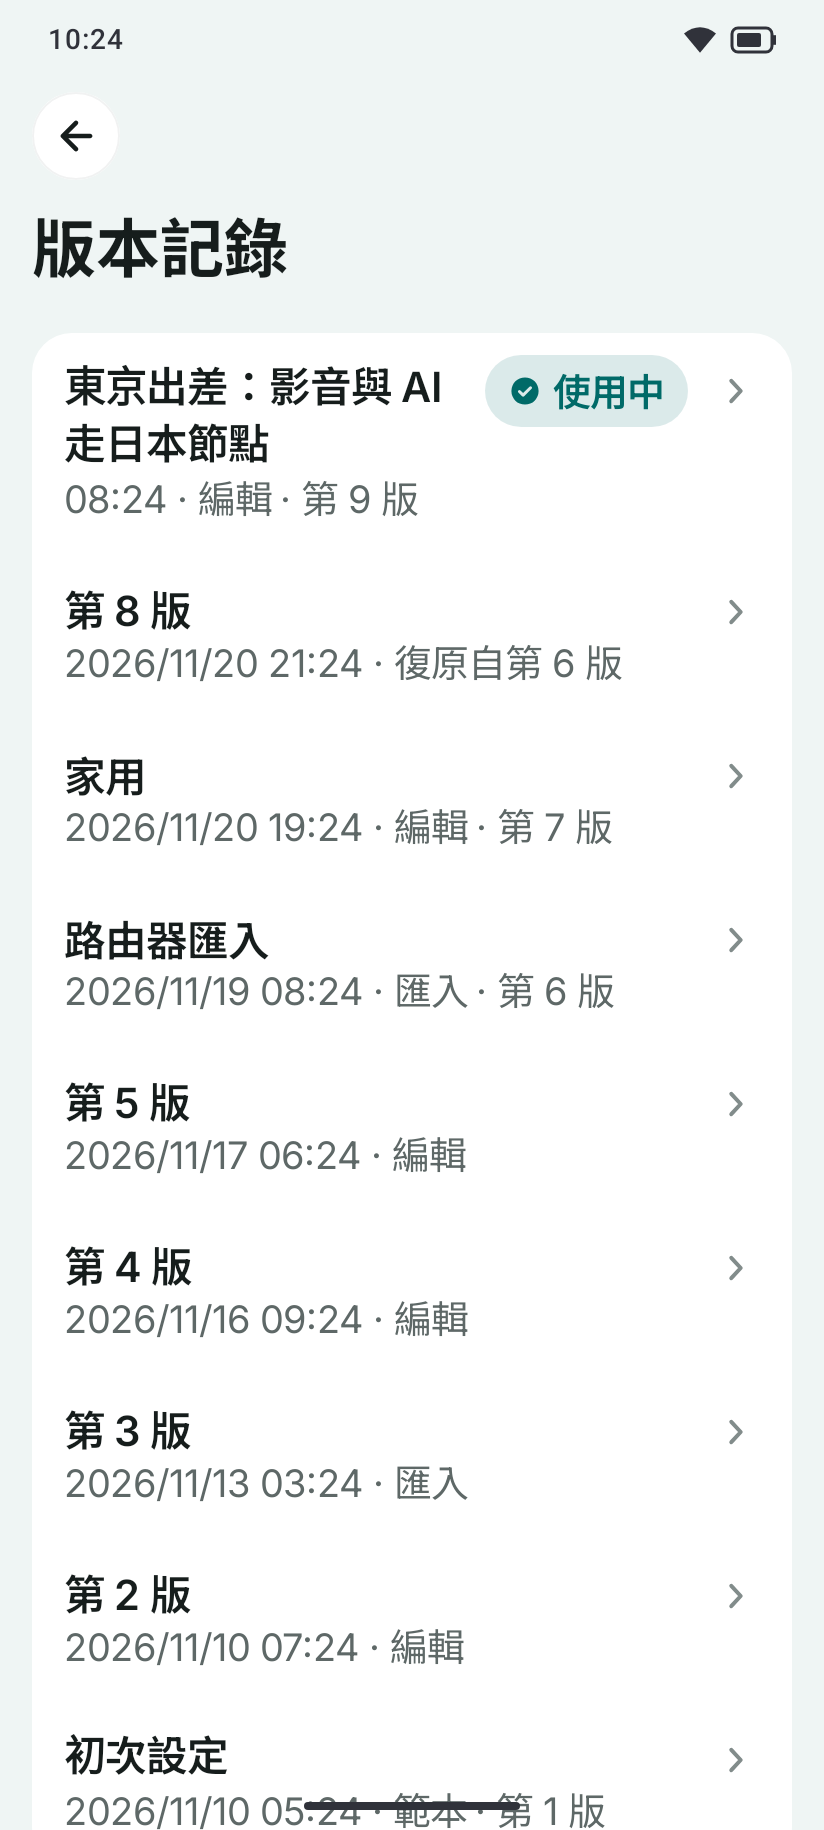 10:24
版本記錄
東京出差：影音與 AI
走日本節點
使用中
08:24 · 編輯 · 第 9 版
第 8 版
2026/11/20 21:24 · 復原自第 6 版
家用
2026/11/20 19:24 · 編輯 · 第 7 版
路由器匯入
2026/11/19 08:24 · 匯入 · 第 6 版
第 5 版
2026/11/17 06:24 · 編輯
第 4 版
2026/11/16 09:24 · 編輯
第 3 版
2026/11/13 03:24 · 匯入
第 2 版
2026/11/10 07:24 · 編輯
初次設定
2026/11/10 05:24 · 範本 · 第 1 版